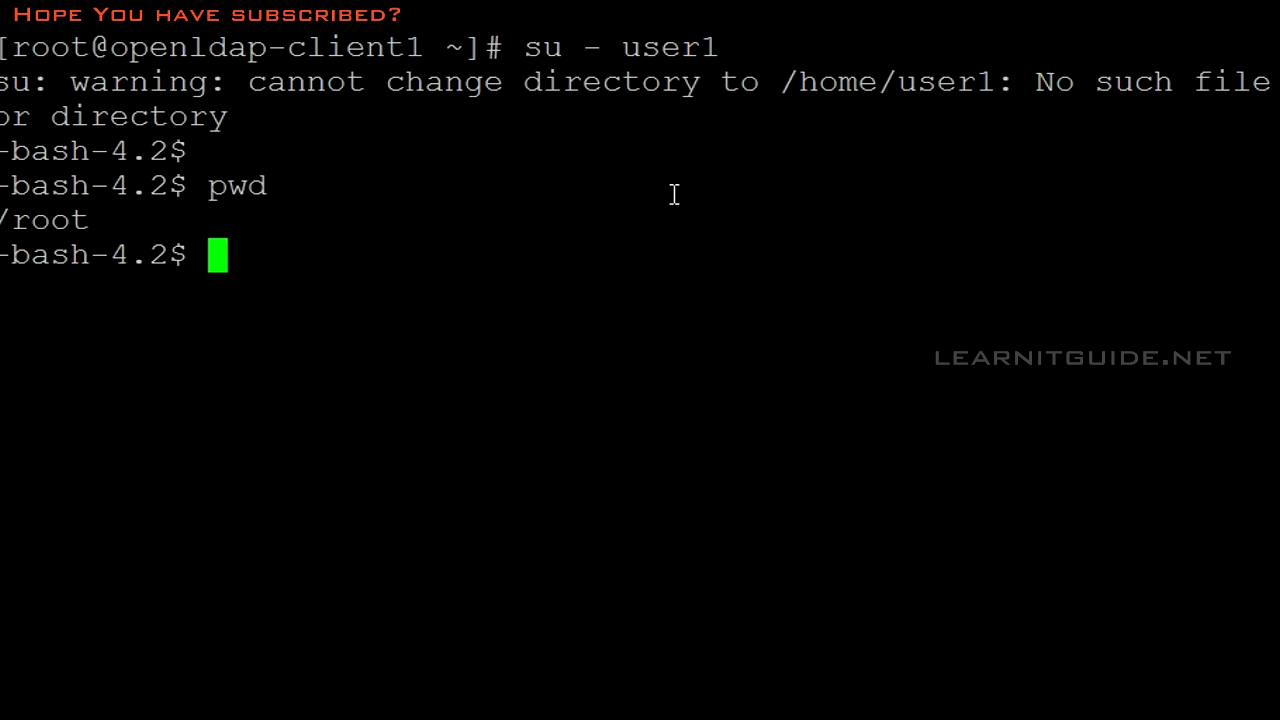 HOPE YOU HAVE SUBSCRIBED?
[root@openldap-client1 ~]# su - user1
su: warning: cannot change directory to /home/user1: No such file
or directory
-bash-4.2$
-bash-4.2$ pwd
/root
-bash-4.2$
LEARNITGUIDE.NET